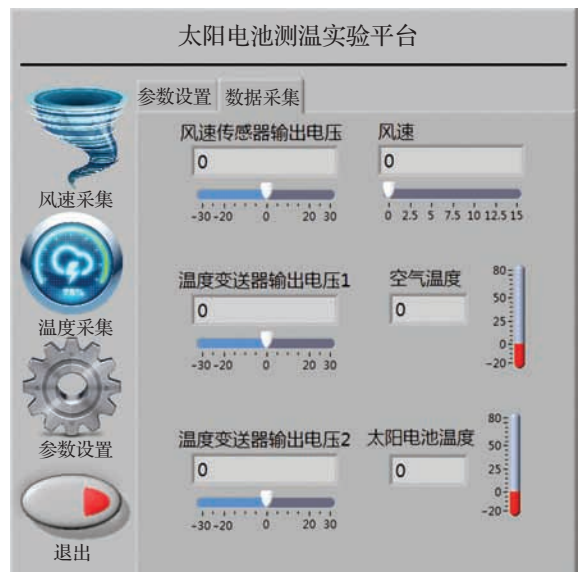 太阳电池测温实验平台
参数设置 数据采集
风速采集
温度采集
参数设置
退出
风速传感器输出电压
0
-30 -20 0 20 30
风速
0
0 2.5 5 7.5 10 12.5 15
温度变送器输出电压1
0
-30 -20 0 20 30
空气温度
0
80
50
25
0
-20
温度变送器输出电压2
0
-30 -20 0 20 30
太阳电池温度
0
80
50
25
0
-20